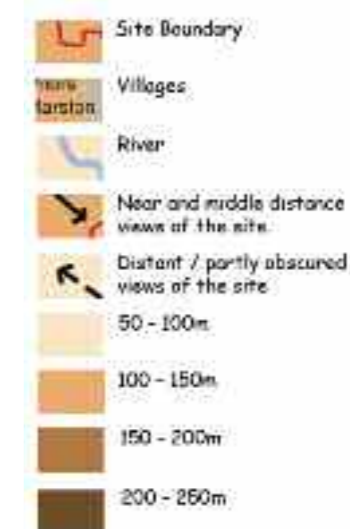 Site Boundary
Villages
River
Near and middle distance
views of the site
Distant / partly obscured
views of the site
50 - 100m
100 - 150m
150 - 200m
200 - 250m